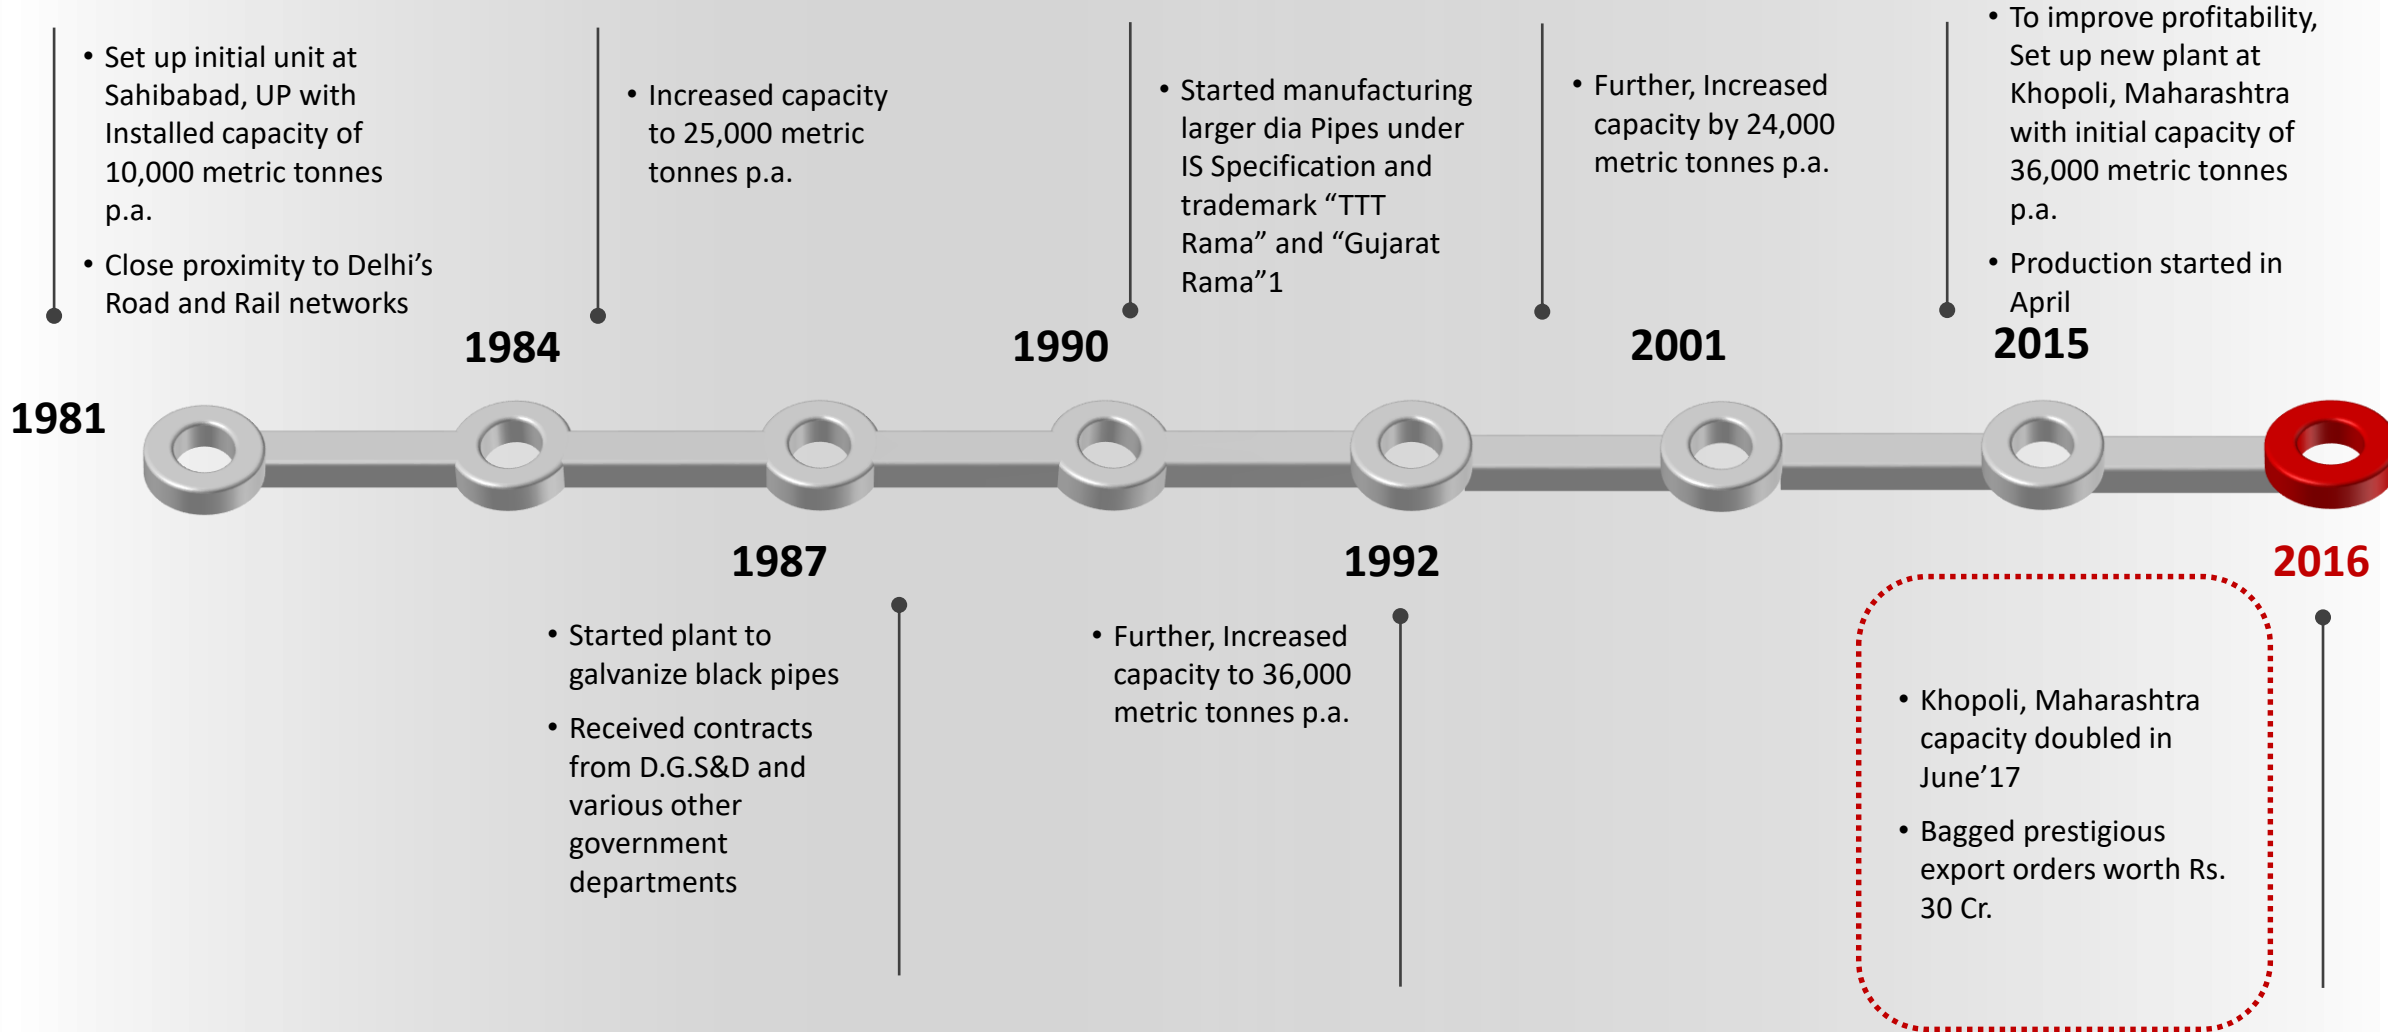 • Set up initial unit at
Sahibabad, UP with
Installed capacity of
10,000 metric tonnes
p.a.
• Close proximity to Delhi’s
Road and Rail networks
1981
• Increased capacity
to 25,000 metric
tonnes p.a.
1984
• Started manufacturing
larger dia Pipes under
IS Specification and
trademark “TTT
Rama” and “Gujarat
Rama”1
1990
• Further, Increased
capacity by 24,000
metric tonnes p.a.
2001
• To improve profitability,
Set up new plant at
Khopoli, Maharashtra
with initial capacity of
36,000 metric tonnes
p.a.
• Production started in
April
2015
1987
• Started plant to
galvanize black pipes
• Received contracts
from D.G.S&D and
various other
government
departments
1992
• Further, Increased
capacity to 36,000
metric tonnes p.a.
2016
• Khopoli, Maharashtra
capacity doubled in
June’17
• Bagged prestigious
export orders worth Rs.
30 Cr.